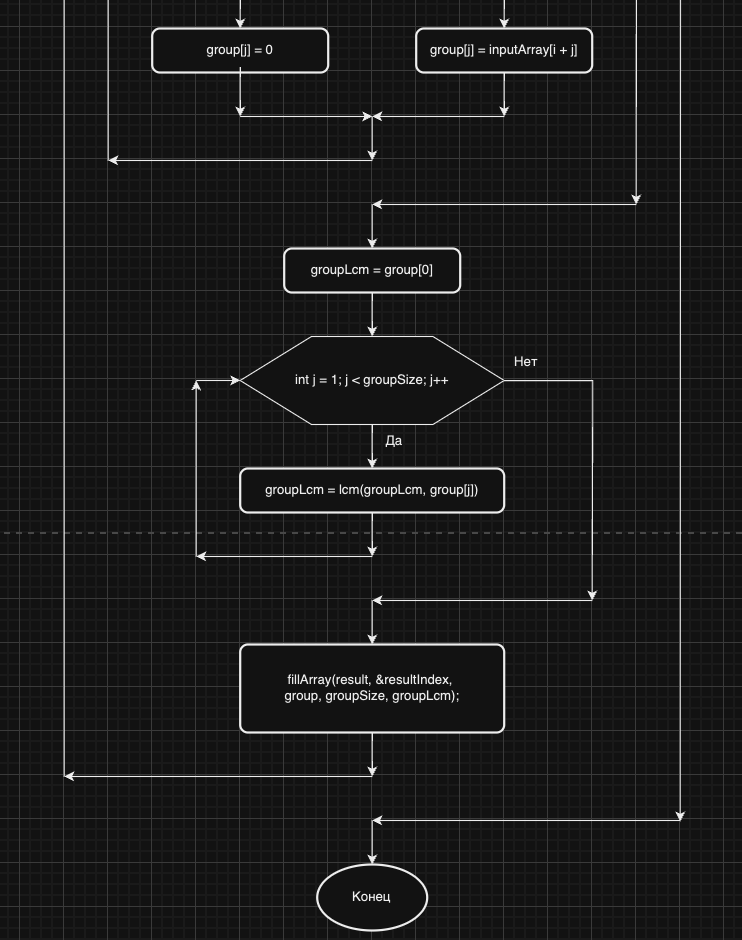 group[j] = 0
group[j] = inputArray[i + j]
groupLcm = group[0]
Нет
int j = 1; j < groupSize; j++
Да
groupLcm = lcm(groupLcm, group[j])
fillArray(result, &resultIndex,
group, groupSize, groupLcm);
Конец